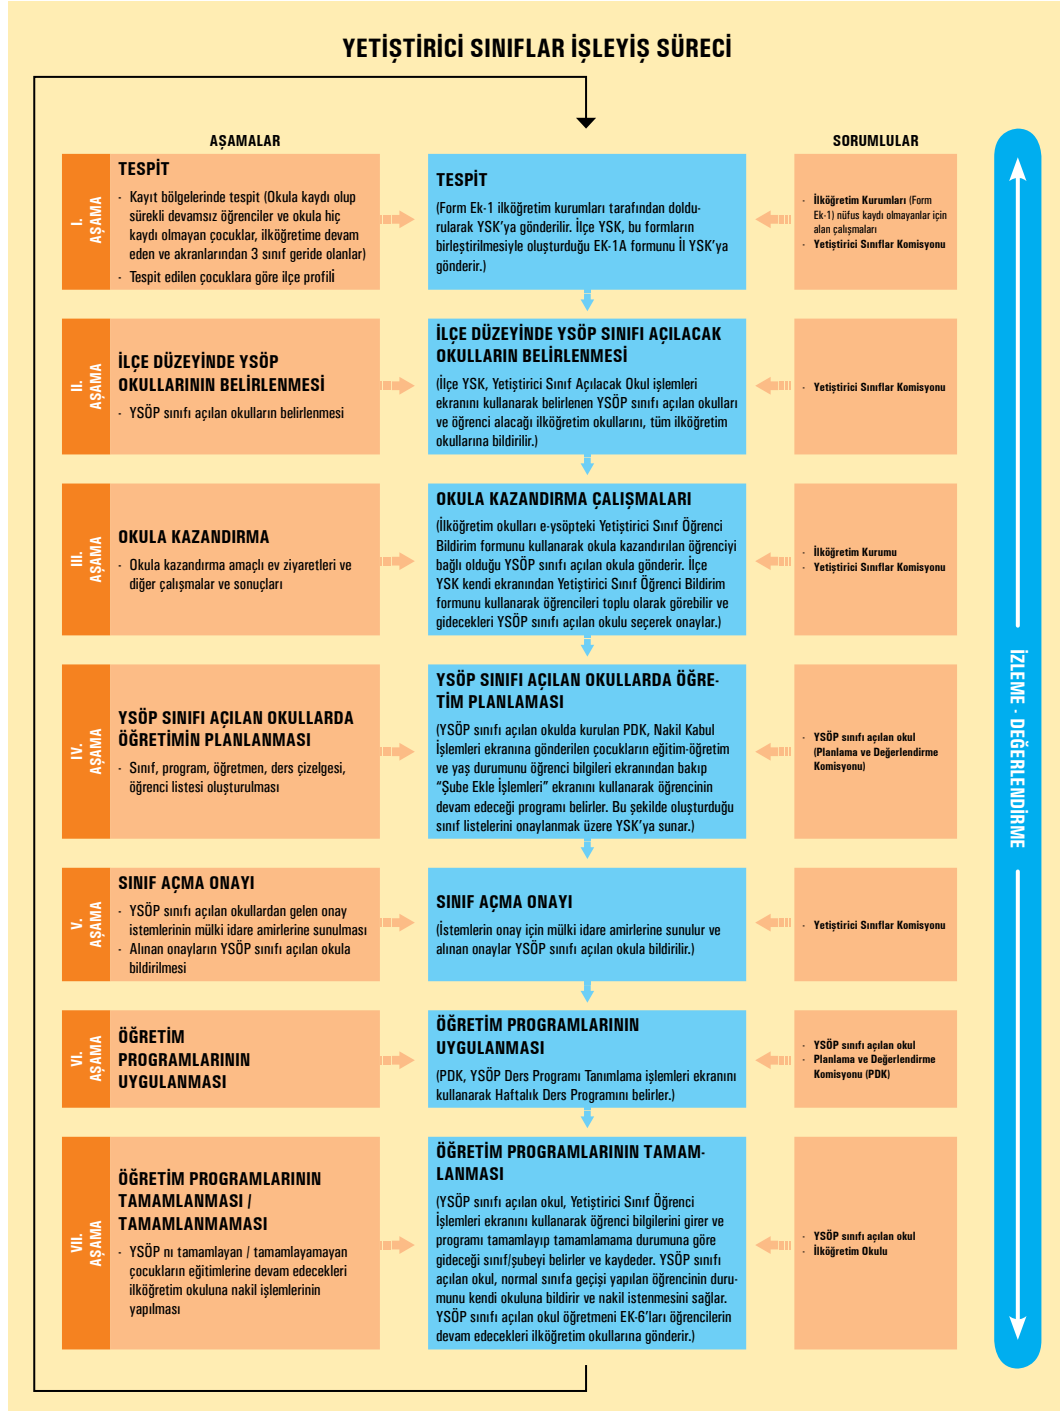 YETİŞTİRİCİ SINIFLAR İŞLEYİŞ SÜRECİ
AŞAMALAR
SORUMLULAR
I.
AŞAMA
TESPİT
- Kayıt bölgelerinde tespit (Okula kaydı olup
sürekli devamsız öğrenciler ve okula hiç
kaydı olmayan çocuklar, ilköğretime devam
eden ve akranlarından 3 sınıf geride olanlar)
- Tespit edilen çocuklara göre ilçe profili
TESPİT
(Form Ek-1 ilköğretim kurumları tarafından doldu-
rularak YSK'ya gönderilir. İlçe YSK, bu formların
birleştirilmesiyle oluşturduğu EK-1A formunu İl YSK'ya
gönderir.)
- İlköğretim Kurumları (Form
Ek-1) nüfus kaydı olmayanlar için
alan çalışmaları
- Yetiştirici Sınıflar Komisyonu
II.
AŞAMA
İLÇE DÜZEYİNDE YSÖP
OKULLARININ BELİRLENMESİ
- YSÖP sınıfı açılan okulların belirlenmesi
İLÇE DÜZEYİNDE YSÖP SINIFI AÇILACAK
OKULLARIN BELİRLENMESİ
(İlçe YSK, Yetiştirici Sınıf Açılacak Okul işlemleri
ekranını kullanarak belirlenen YSÖP sınıfı açılan okulları
ve öğrenci alacağı ilköğretim okullarını, tüm ilköğretim
okullarına bildirilir.)
- Yetiştirici Sınıflar Komisyonu
III.
AŞAMA
OKULA KAZANDIRMA
- Okula kazandırma amaçlı ev ziyaretleri ve
diğer çalışmalar ve sonuçları
OKULA KAZANDIRMA ÇALIŞMALARI
(İlköğretim okulları e-ysöpteki Yetiştirici Sınıf Öğrenci
Bildirim formunu kullanarak okula kazandırılan öğrenciyi
bağlı olduğu YSÖP sınıfı açılan okula gönderir. İlçe
YSK kendi ekranından Yetiştirici Sınıf Öğrenci Bildirim
formunu kullanarak öğrencileri toplu olarak görebilir ve
gidecekleri YSÖP sınıfı açılan okulu seçerek onaylar.)
- İlköğretim Kurumu
- Yetiştirici Sınıflar Komisyonu
IV.
AŞAMA
YSÖP SINIFI AÇILAN OKULLARDA
ÖĞRETİMİN PLANLANMASI
- Sınıf, program, öğretmen, ders çizelgesi,
öğrenci listesi oluşturulması
YSÖP SINIFI AÇILAN OKULLARDA ÖĞRE-
TİM PLANLAMASI
(YSÖP sınıfı açılan okulda kurulan PDK, Nakil Kabul
İşlemleri ekranına gönderilen çocukların eğitim-öğretim
ve yaş durumunu öğrenci bilgileri ekranından bakıp
“Şube Ekle İşlemleri” ekranını kullanarak öğrencinin
devam edeceği programı belirler. Bu şekilde oluşturduğu
sınıf listelerini onaylanmak üzere YSK'ya sunar.)
- YSÖP sınıfı açılan okul
(Planlama ve Değerlendirme
Komisyonu)
V.
AŞAMA
SINIF AÇMA ONAYI
- YSÖP sınıfı açılan okullardan gelen onay
istemlerinin mülki idare amirlerine sunulması
- Alınan onayların YSÖP sınıfı açılan okula
bildirilmesi
SINIF AÇMA ONAYI
(İstemlerin onay için mülki idare amirlerine sunulur ve
alınan onaylar YSÖP sınıfı açılan okula bildirilir.)
- Yetiştirici Sınıflar Komisyonu
VI.
AŞAMA
ÖĞRETİM
PROGRAMLARININ
UYGULANMASI
ÖĞRETİM PROGRAMLARININ
UYGULANMASI
(PDK, YSÖP Ders Programı Tanımlama işlemleri ekranını
kullanarak Haftalık Ders Programını belirler.)
- YSÖP sınıfı açılan okul
- Planlama ve Değerlendirme
Komisyonu (PDK)
VII.
AŞAMA
ÖĞRETİM PROGRAMLARININ
TAMAMLANMASI /
TAMAMLANMAMASI
- YSÖP nı tamamlayan / tamamlayamayan
çocukların eğitimlerine devam edecekleri
ilköğretim okuluna nakil işlemlerinin
yapılması
ÖĞRETİM PROGRAMLARININ TAMAM-
LANMASI
(YSÖP sınıfı açılan okul, Yetiştirici Sınıf Öğrenci
İşlemleri ekranını kullanarak öğrenci bilgilerini girer ve
programı tamamlayıp tamamlamama durumuna göre
gideceği sınıf/şubeyi belirler ve kaydeder. YSÖP sınıfı
açılan okul, normal sınıfa geçişi yapılan öğrencinin duru-
munu kendi okuluna bildirir ve nakil istenmesini sağlar.
YSÖP sınıfı açılan okul öğretmeni EK-6'ları öğrencilerin
devam edecekleri ilköğretim okullarına gönderir.)
- YSÖP sınıfı açılan okul
- İlköğretim Okulu
İZLEME - DEĞERLENDİRME